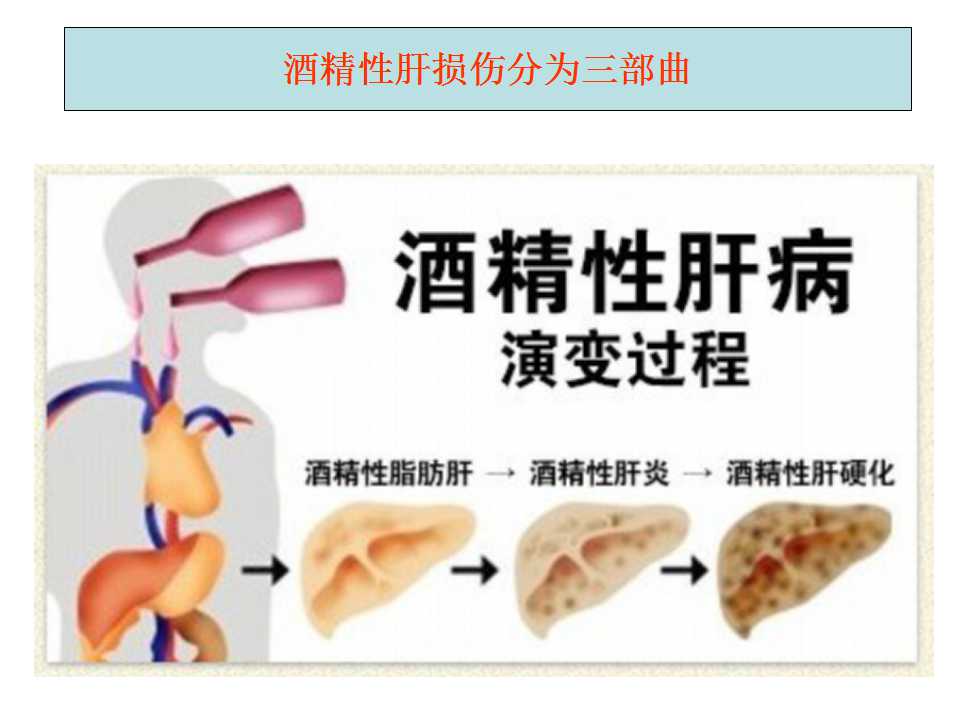 酒精性肝损伤分为三部曲
酒精性肝病
演变过程
酒精性脂肪肝 → 酒精性肝炎 → 酒精性肝硬化